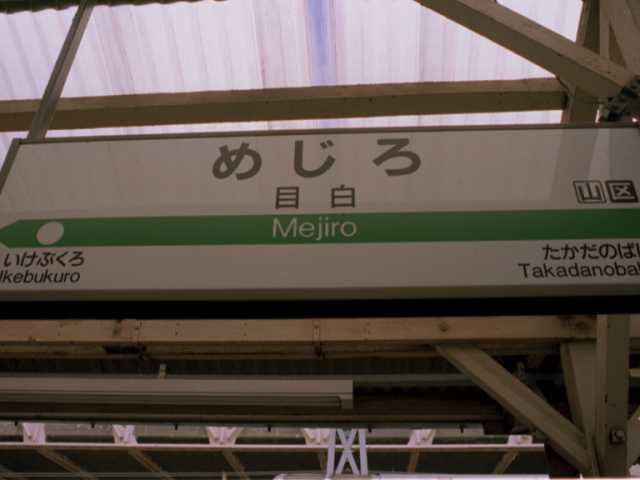 めじろ
目白
山 区
Mejiro
いけぶくろ
Ikebukuro
たかだのば
Takadanoba